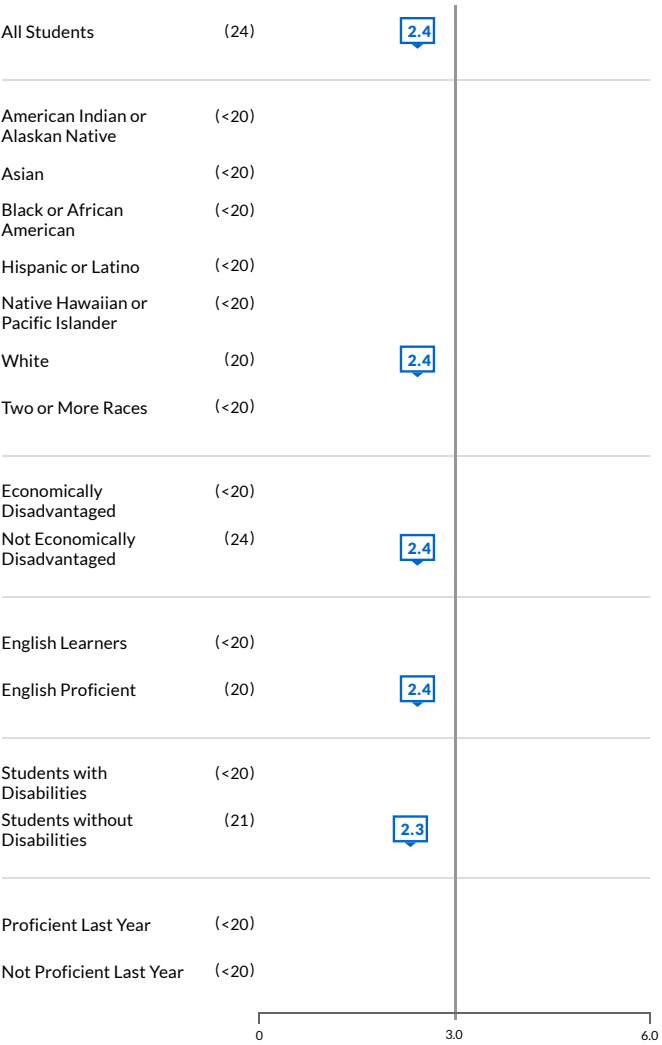 All Students (24) 2.4
American Indian or (<20)
Alaskan Native
Asian (<20)
Black or African (<20)
American
Hispanic or Latino (<20)
Native Hawaiian or (<20)
Pacific Islander
White (20) 2.4
Two or More Races (<20)
Economically (<20)
Disadvantaged
Not Economically (24) 2.4
Disadvantaged
English Learners (<20)
English Proficient (20) 2.4
Students with (<20)
Disabilities
Students without (21) 2.3
Disabilities
Proficient Last Year (<20)
Not Proficient Last Year (<20)
0 3.0 6.0